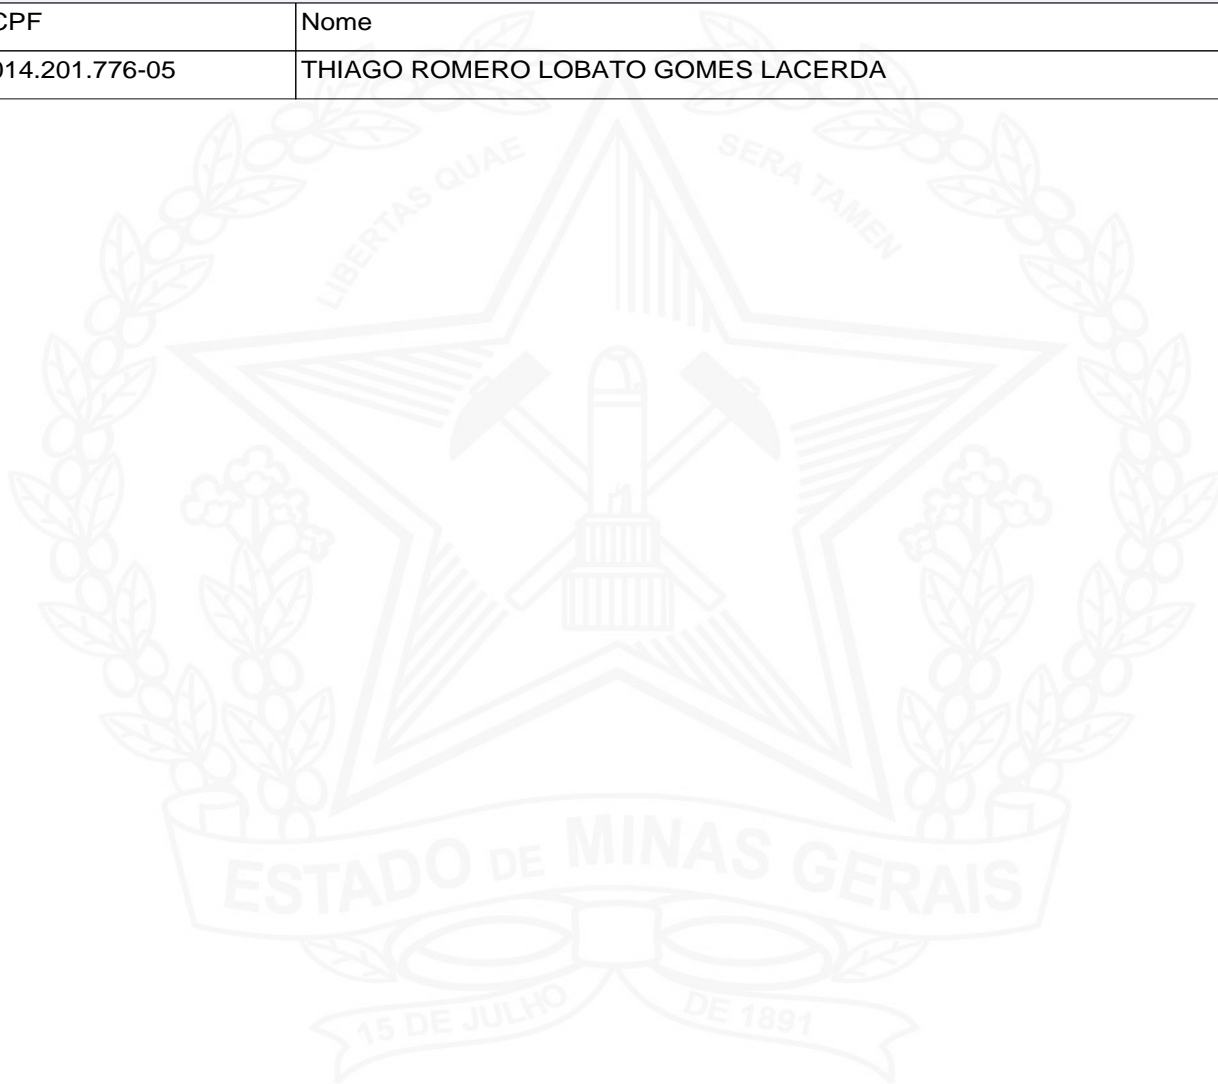 CPF Nome
014.201.776-05 THIAGO ROMERO LOBATO GOMES LACERDA
LIBERTAS QUAE SERA TAMEN
ESTADO DE MINAS GERAIS
15 DE JULHO DE 1891